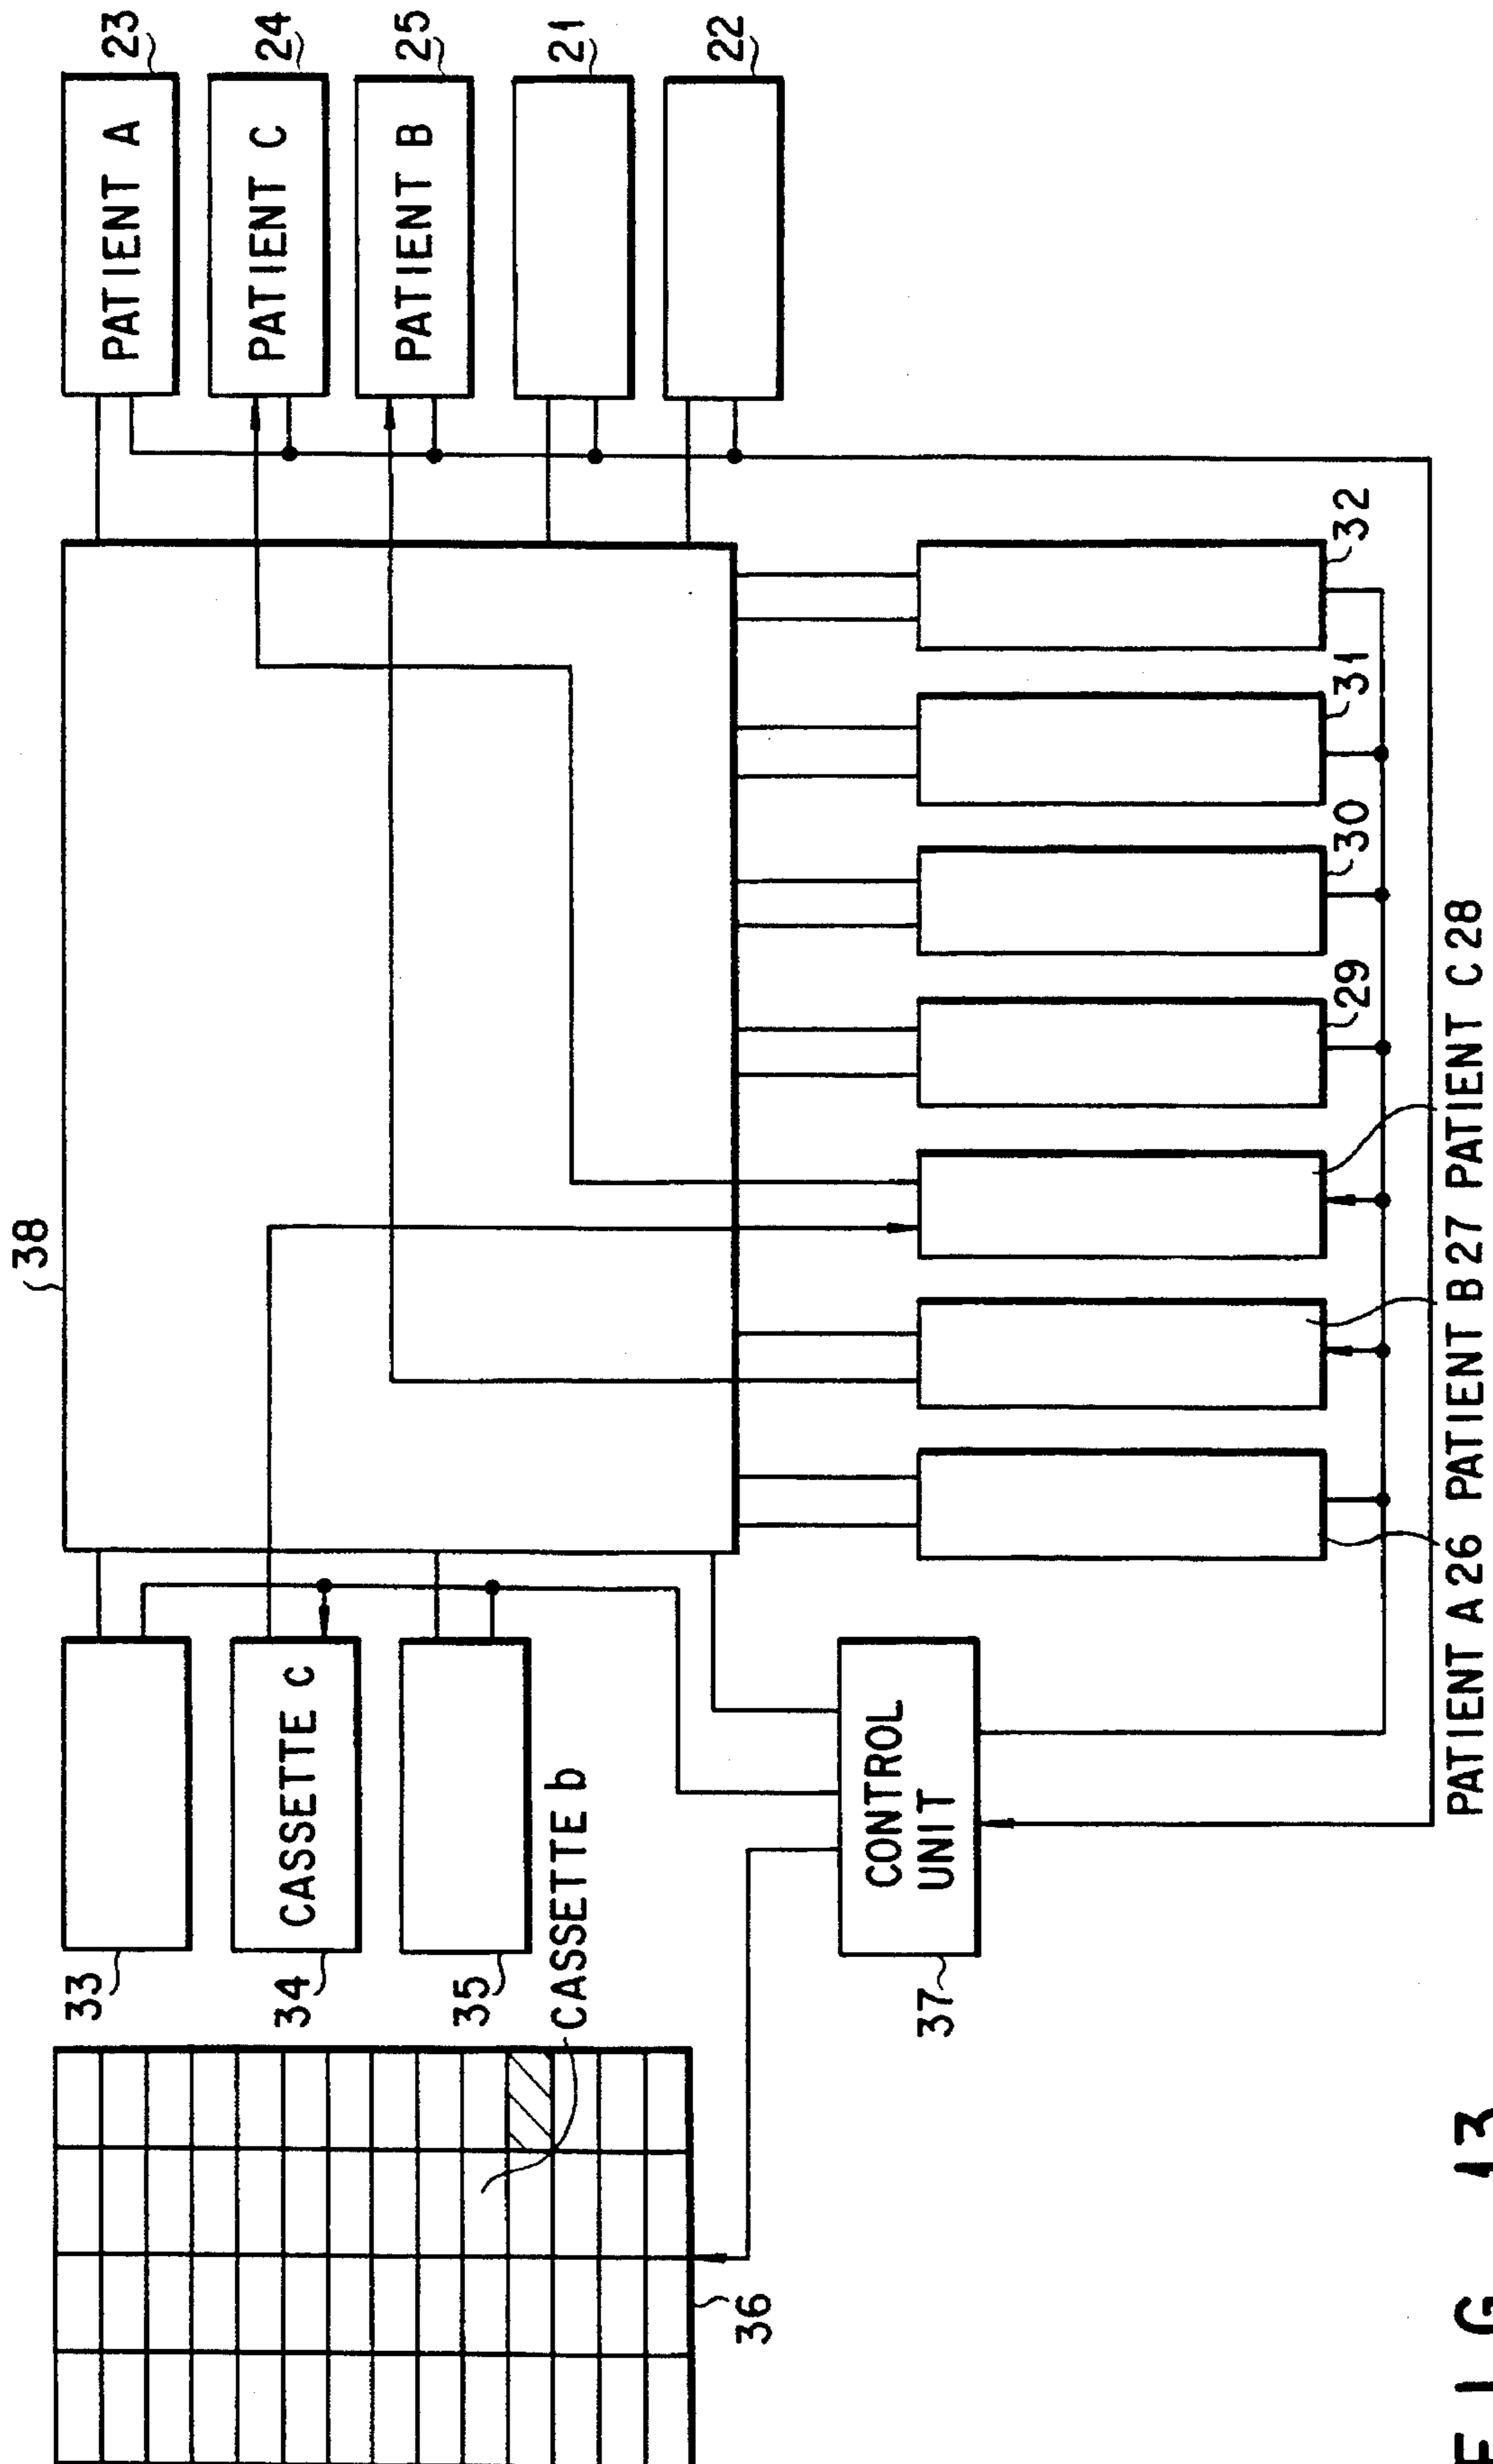 38
PATIENT A
23
PATIENT C
24
PATIENT B
25
21
22
33
CASSETTE c
34
35
CASSETTE b
36
CONTROL
UNIT
37
32
31
30
29
PATIENT A 26 PATIENT B 27 PATIENT C 28
FIG. 13